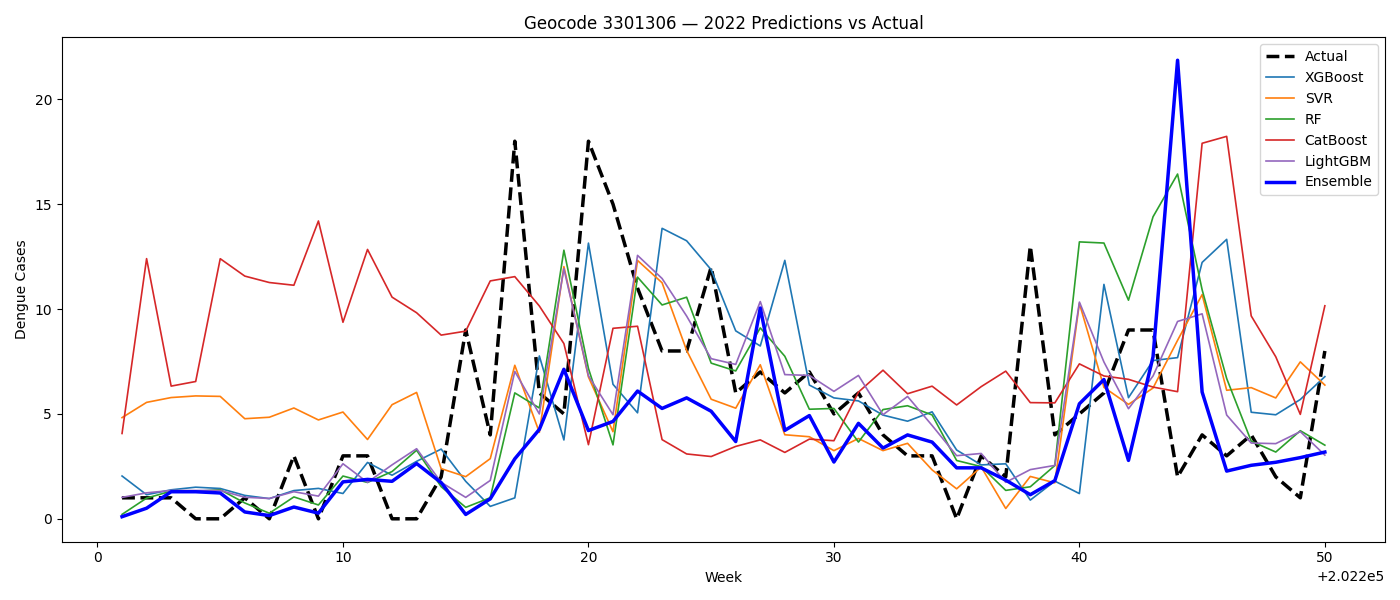 Geocode 3301306 — 2022 Predictions vs Actual
Dengue Cases
20
15
10
5
0
Actual
XGBoost
SVR
RF
CatBoost
LightGBM
Ensemble
0 10 20 30 40 50
+2.022e5
Week